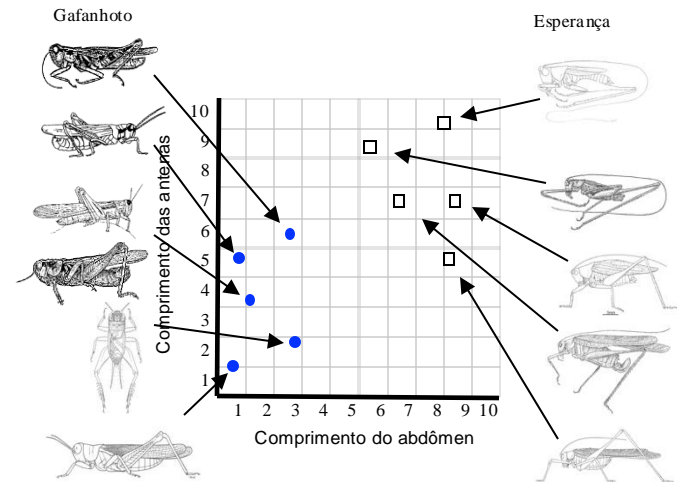 Gafanhoto
Esperança
Comprimento das antenas
10
9
8
7
6
5
4
3
2
1
1 2 3 4 5 6 7 8 9 10
Comprimento do abdômen